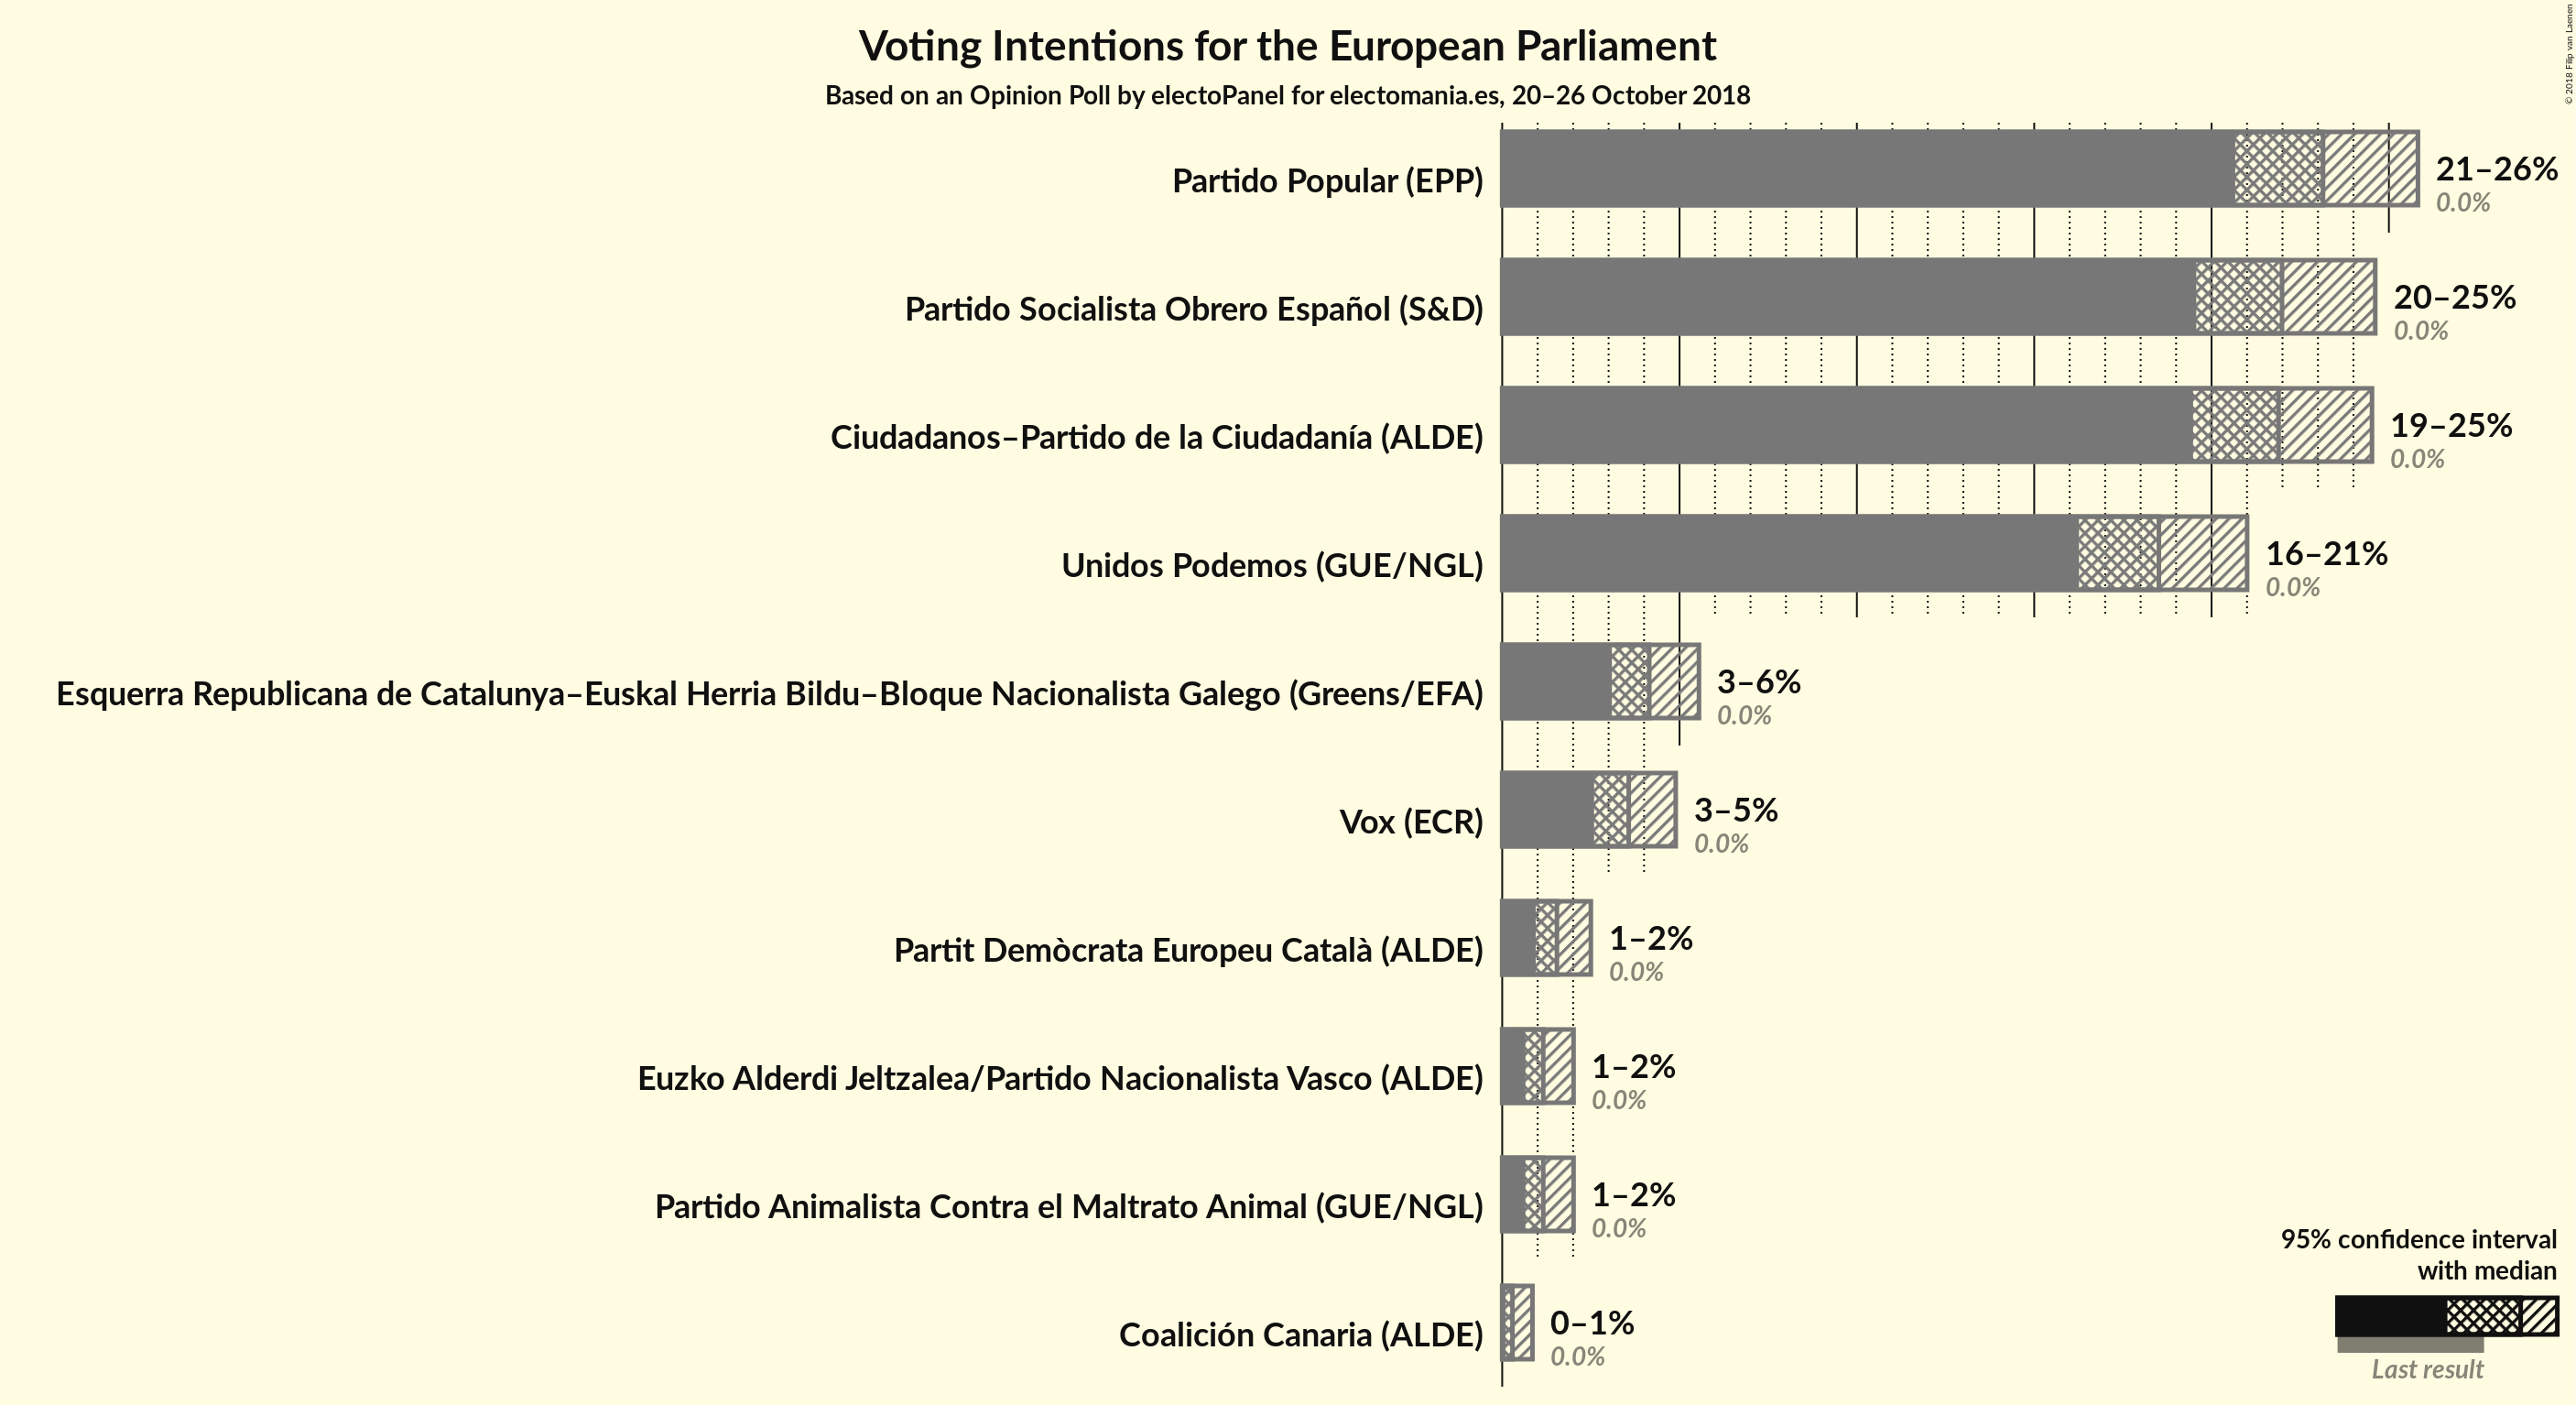 Voting Intentions for the European Parliament
Based on an Opinion Poll by electoPanel for electomania.es, 20–26 October 2018
© 2018 Filip van Laenen
Partido Popular (EPP)
21–26%
0.0%
Partido Socialista Obrero Español (S&D)
20–25%
0.0%
Ciudadanos–Partido de la Ciudadanía (ALDE)
19–25%
0.0%
Unidos Podemos (GUE/NGL)
16–21%
0.0%
Esquerra Republicana de Catalunya–Euskal Herria Bildu–Bloque Nacionalista Galego (Greens/EFA)
3–6%
0.0%
Vox (ECR)
3–5%
0.0%
Partit Demòcrata Europeu Català (ALDE)
1–2%
0.0%
Euzko Alderdi Jeltzalea/Partido Nacionalista Vasco (ALDE)
1–2%
0.0%
Partido Animalista Contra el Maltrato Animal (GUE/NGL)
1–2%
0.0%
Coalición Canaria (ALDE)
0–1%
0.0%
95% confidence interval
with median
Last result